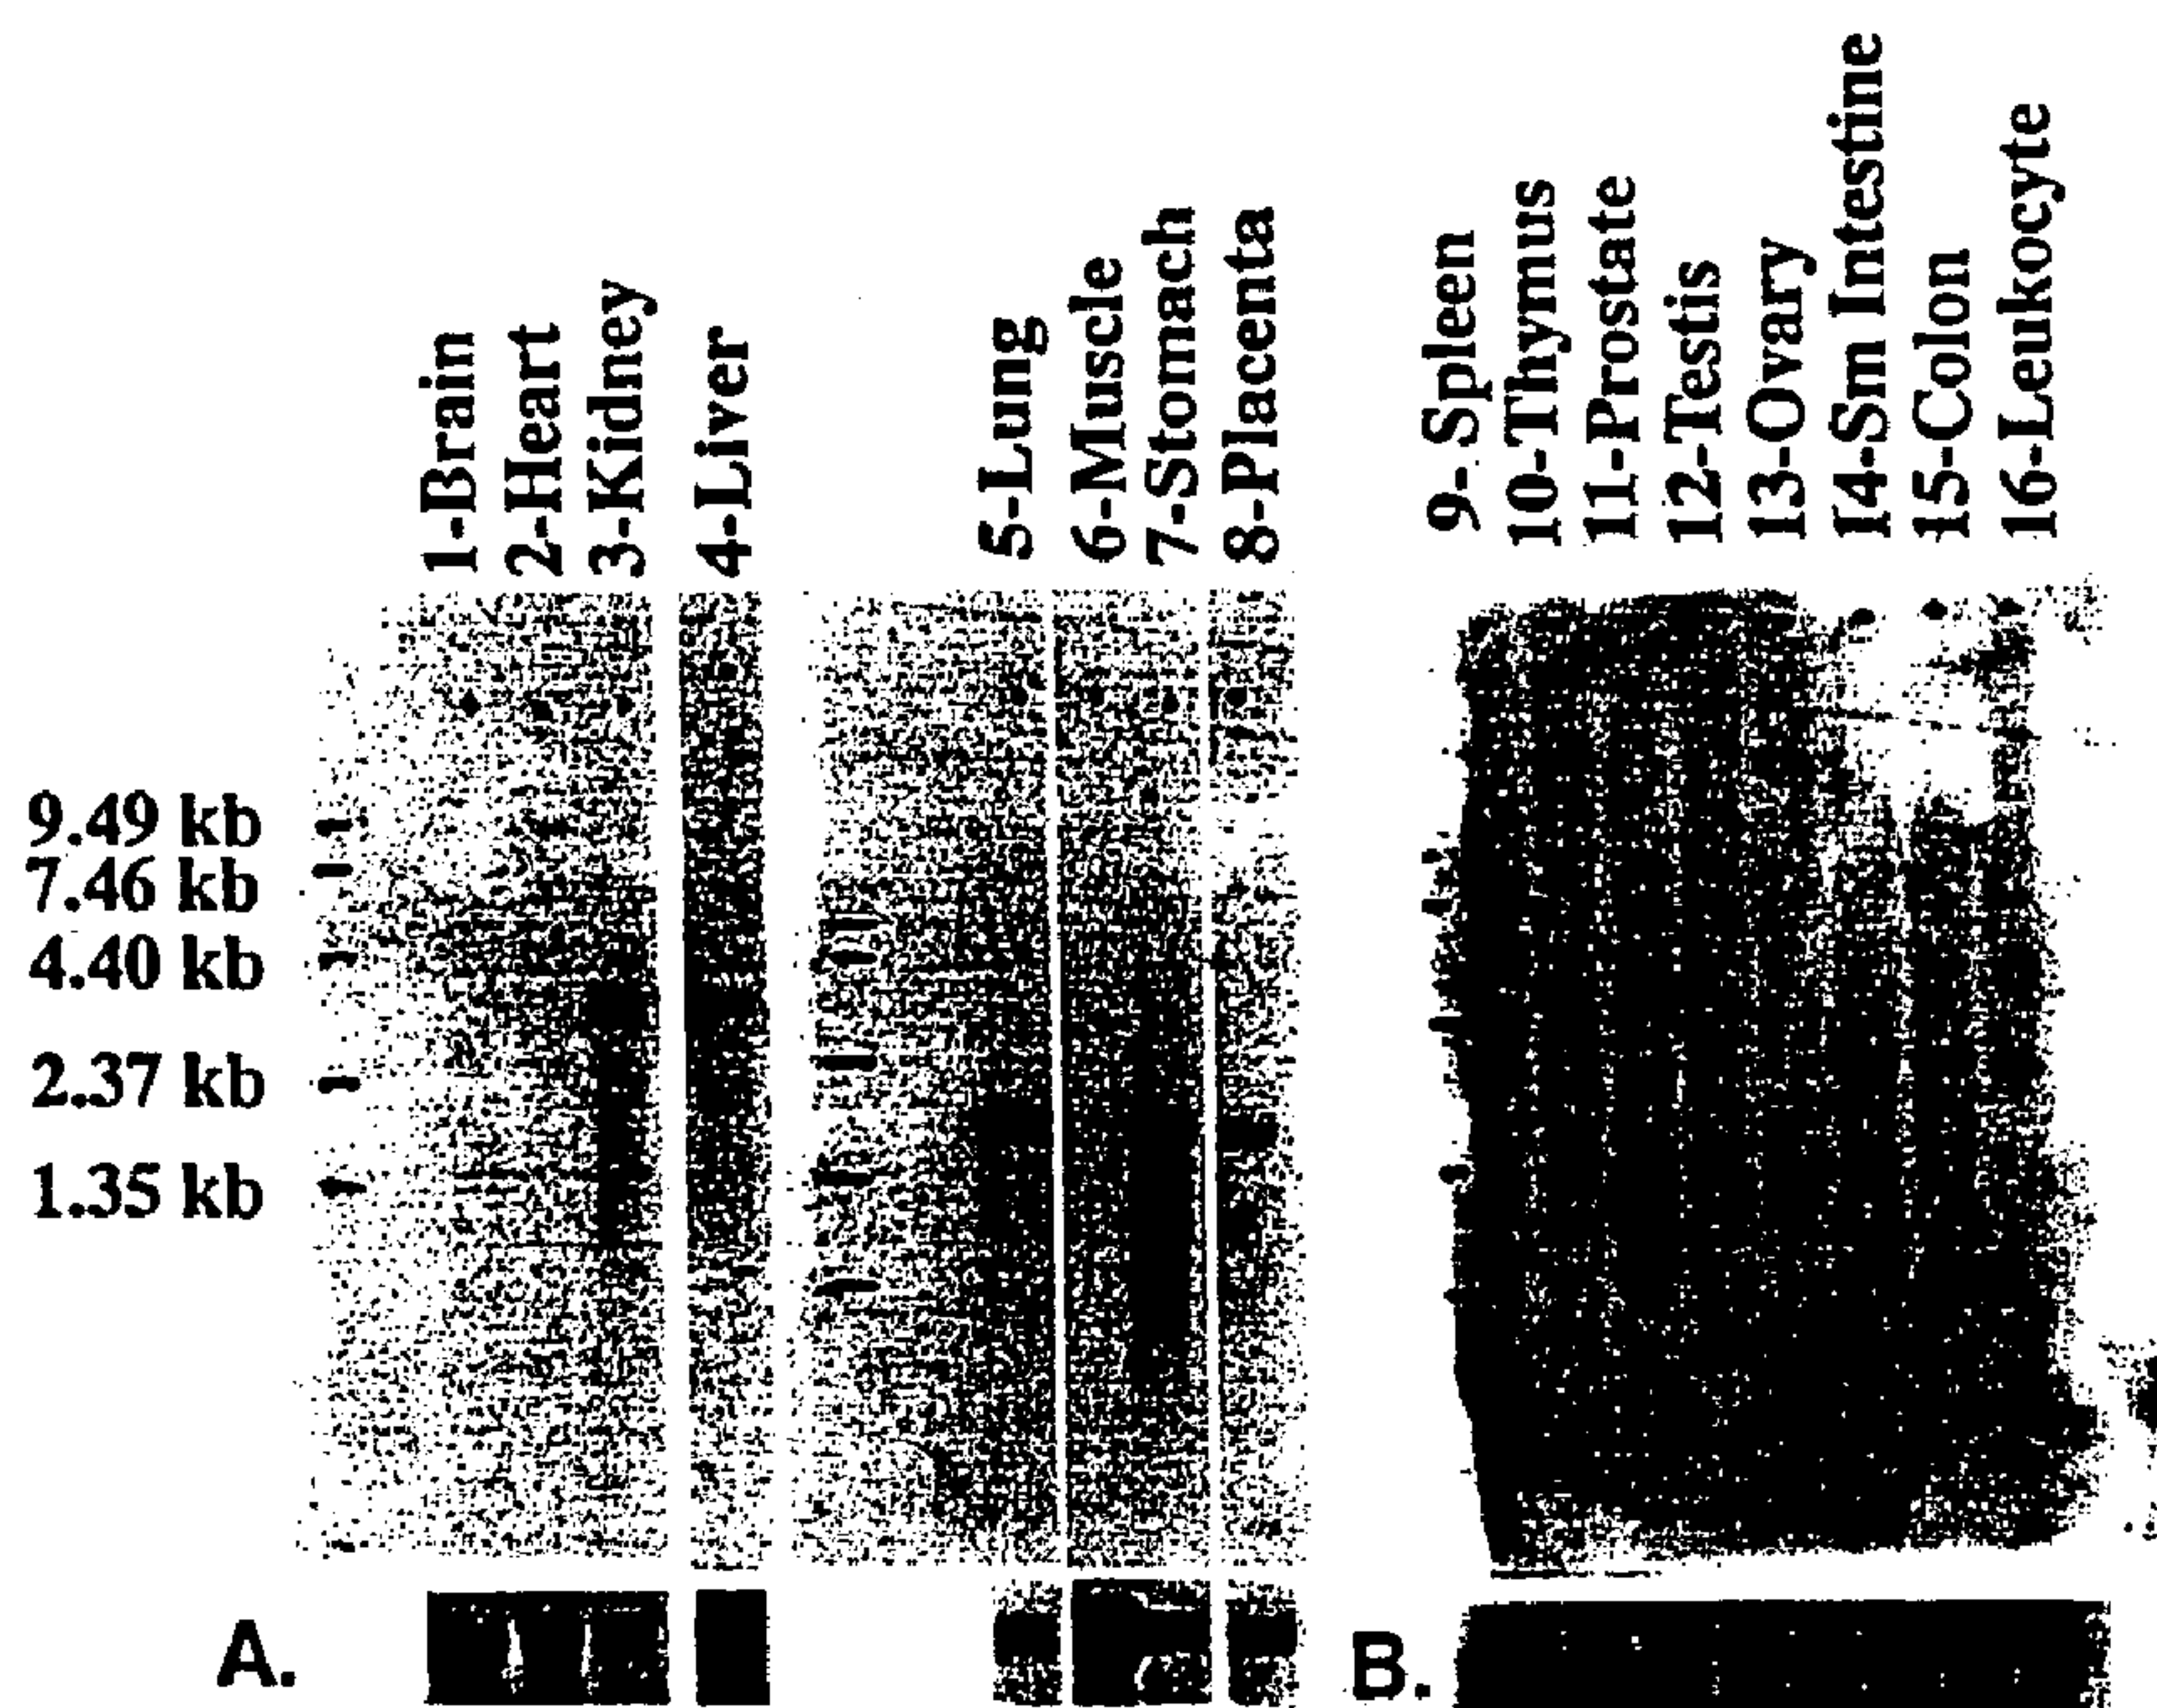 1-Brain
2-Heart
3-Kidney
4-Liver
5-Lung
6-Muscle
7-Stomach
8-Placenta
9-Spleen
10-Thymus
11-Prostate
12-Testis
13-Ovary
14-Sm Intestine
15-Colon
16-Leukocyte
9.49 kb
7.46 kb
4.40 kb
2.37 kb
1.35 kb
A.
B.